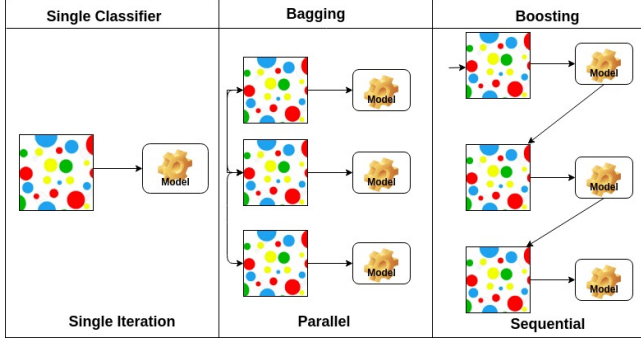 Single Classifier
Bagging
Boosting
Model
Model
Model
Model
Model
Model
Model
Single Iteration
Parallel
Sequential